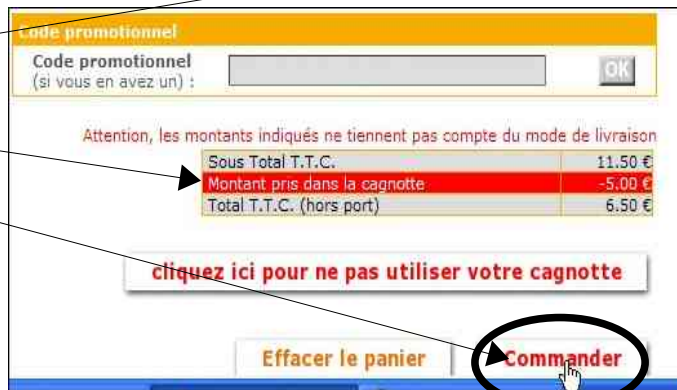 Code promotionnel
Code promotionnel
(si vous en avez un) :
OK
Attention, les montants indiqués ne tiennent pas compte du mode de livraison
Sous Total T.T.C. 11.50 €
Montant pris dans la cagnotte -5.00 €
Total T.T.C. (hors port) 6.50 €
cliquez ici pour ne pas utiliser votre cagnotte
Effacer le panier
Commander